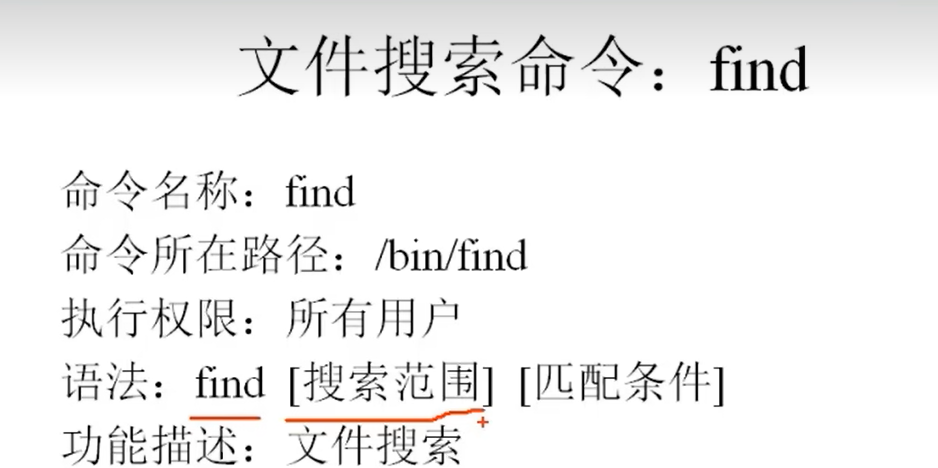 文件搜索命令：find
命令名称：find
命令所在路径：/bin/find
执行权限：所有用户
语法：find [搜索范围] [匹配条件]
功能描述：文件搜索